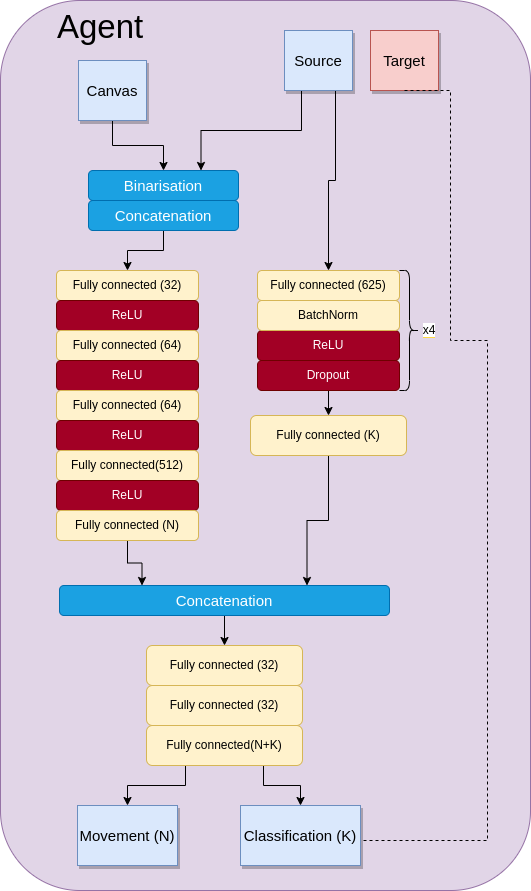 Agent
Canvas
Source
Target
Binarisation
Concatenation
Fully connected (32)
ReLU
Fully connected (64)
ReLU
Fully connected (64)
ReLU
Fully connected(512)
ReLU
Fully connected (N)
Fully connected (625)
BatchNorm
ReLU
Dropout
x4
Fully connected (K)
Concatenation
Fully connected (32)
Fully connected (32)
Fully connected(N+K)
Movement (N)
Classification (K)